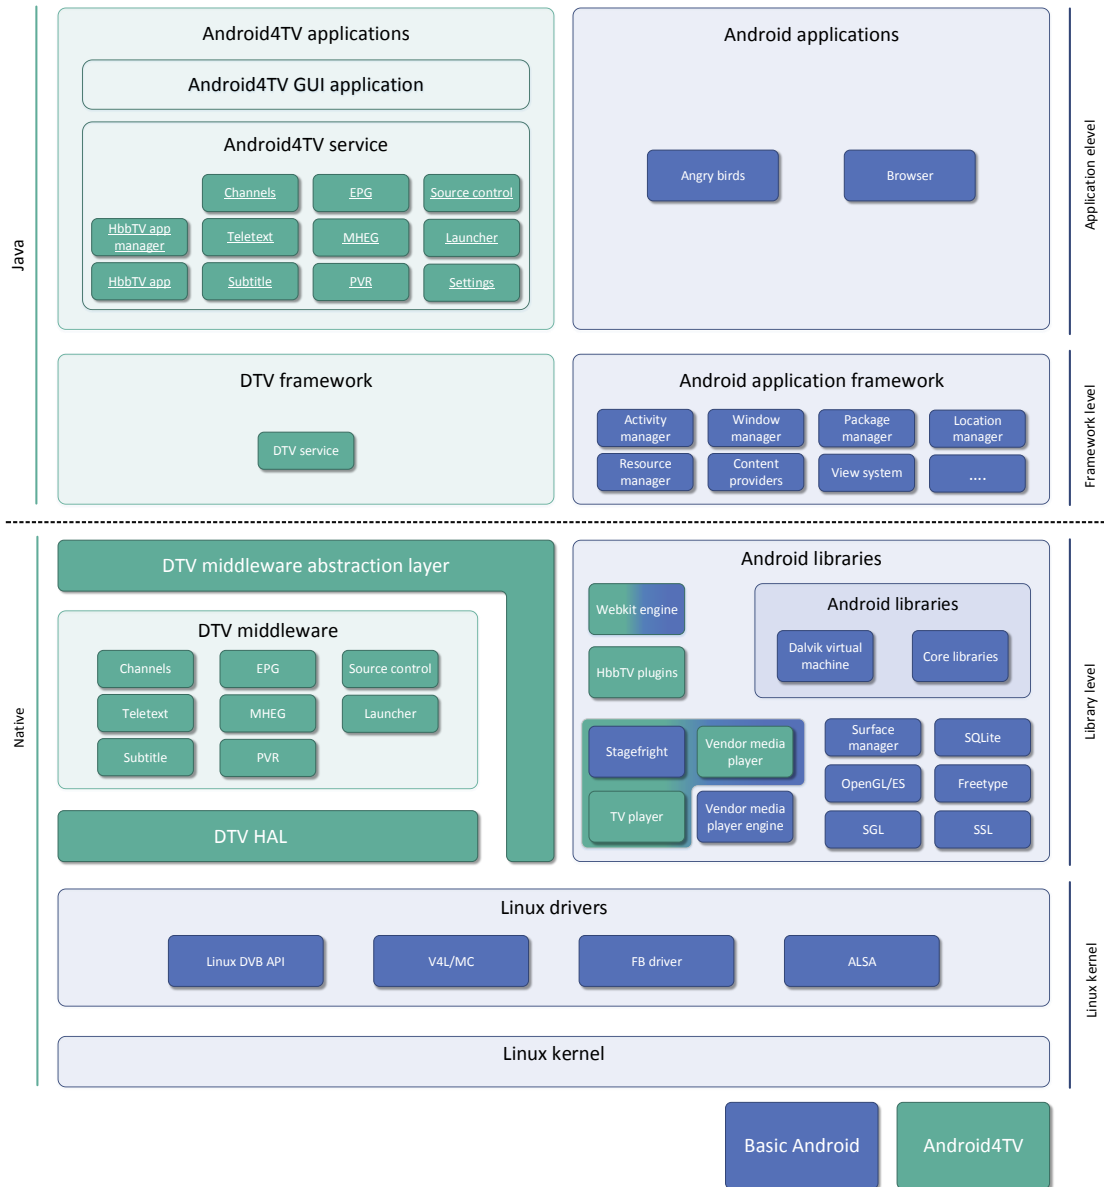 Android4TV applications
Android4TV GUI application
Android4TV service
Channels
EPG
Source control
HbbTV app
manager
Teletext
MHEG
Launcher
HbbTV app
Subtitle
PVR
Settings
Android applications
Angry birds
Browser
Java
Application elevel
DTV framework
DTV service
Android application framework
Activity
manager
Window
manager
Package
manager
Location
manager
Resource
manager
Content
providers
View system
....
Framework level
Native
DTV middleware abstraction layer
DTV middleware
Channels
EPG
Source control
Teletext
MHEG
Launcher
Subtitle
PVR
DTV HAL
Android libraries
Webkit engine
HbbTV plugins
Android libraries
Dalvik virtual
machine
Core libraries
Stagefright
Vendor media
player
TV player
Vendor media
player engine
Surface
manager
SQLite
OpenGL/ES
Freetype
SGL
SSL
Library level
Linux drivers
Linux DVB API
V4L/MC
FB driver
ALSA
Linux kernel
Linux kernel
Basic Android
Android4TV